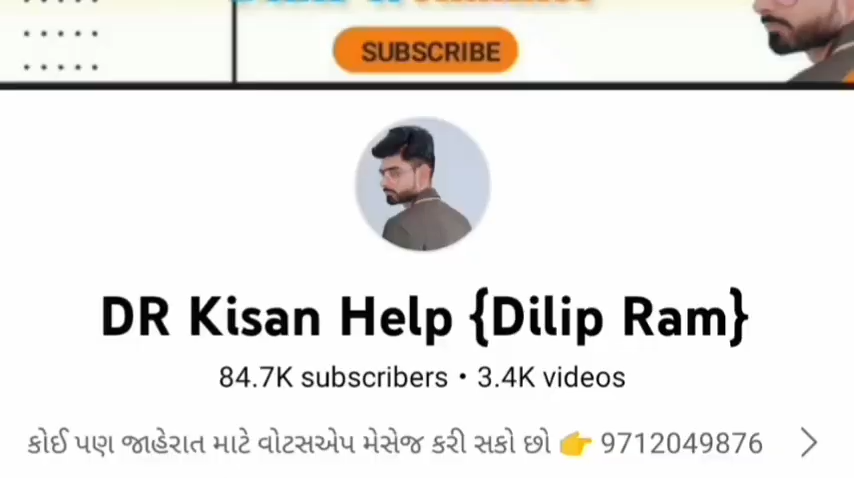 SUBSCRIBE
DR Kisan Help {Dilip Ram}
84.7K subscribers • 3.4K videos
કોઈ પણ જાહેરાત માટે વોટસએપ મેસેજ કરી સકો છો 👉 9712049876